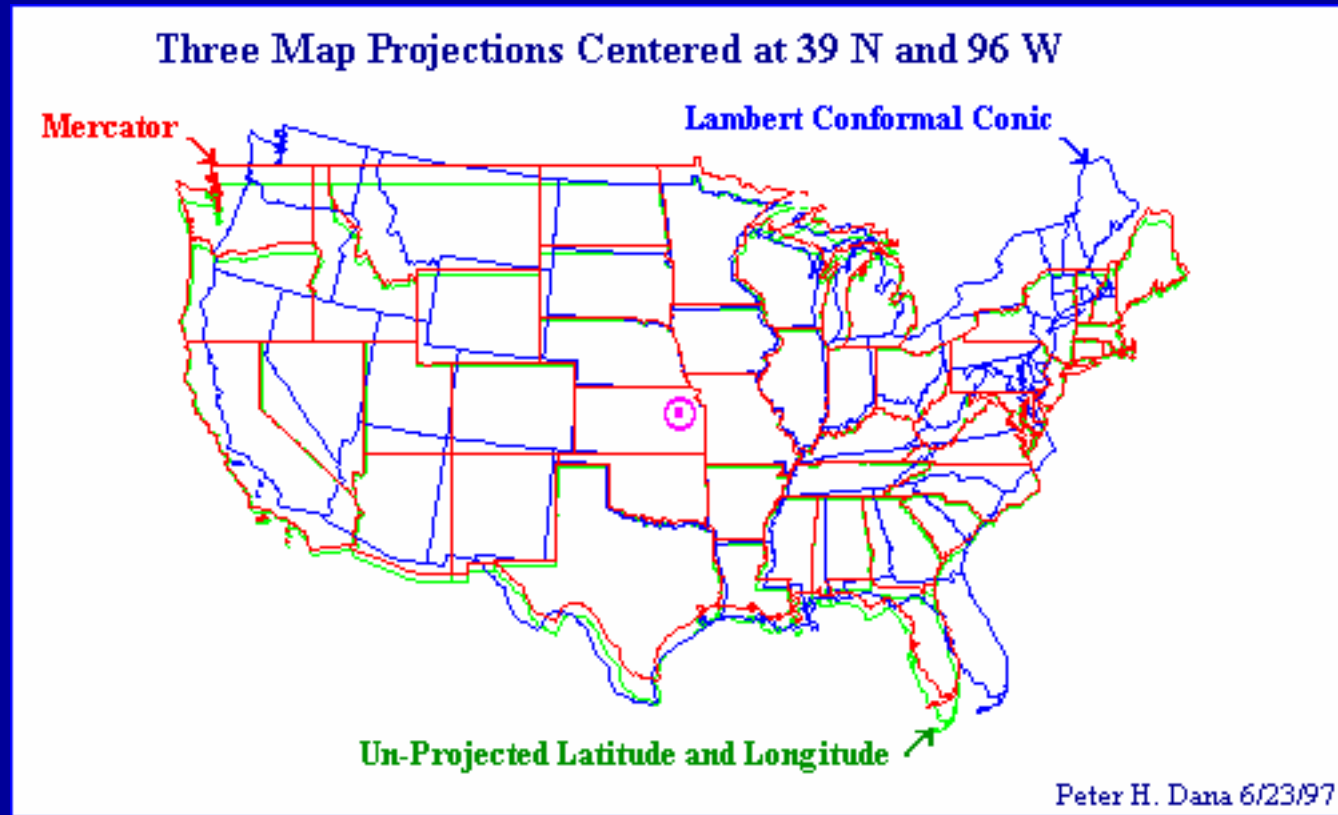 Three Map Projections Centered at 39 N and 96 W
Mercator
Lambert Conformal Conic
Un-Projected Latitude and Longitude
Peter H. Dana 6/23/97